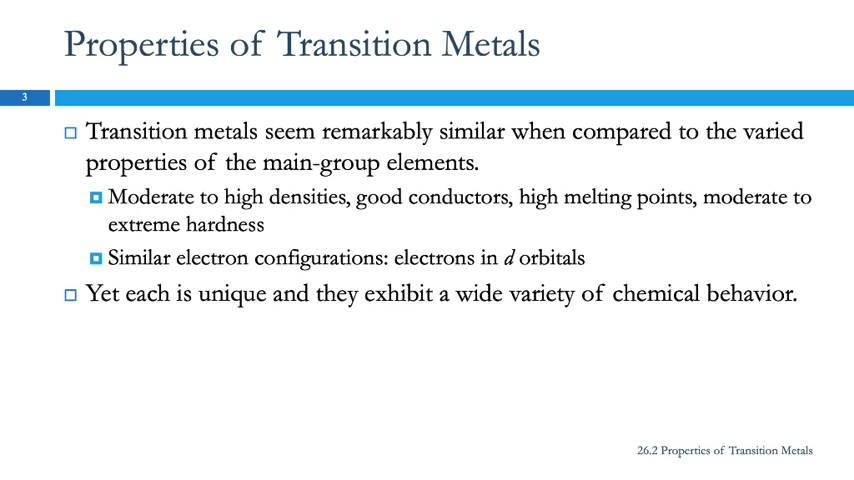 Properties of Transition Metals
3
Transition metals seem remarkably similar when compared to the varied
properties of the main-group elements.
Moderate to high densities, good conductors, high melting points, moderate to
extreme hardness
Similar electron configurations: electrons in d orbitals
Yet each is unique and they exhibit a wide variety of chemical behavior.
26.2 Properties of Transition Metals